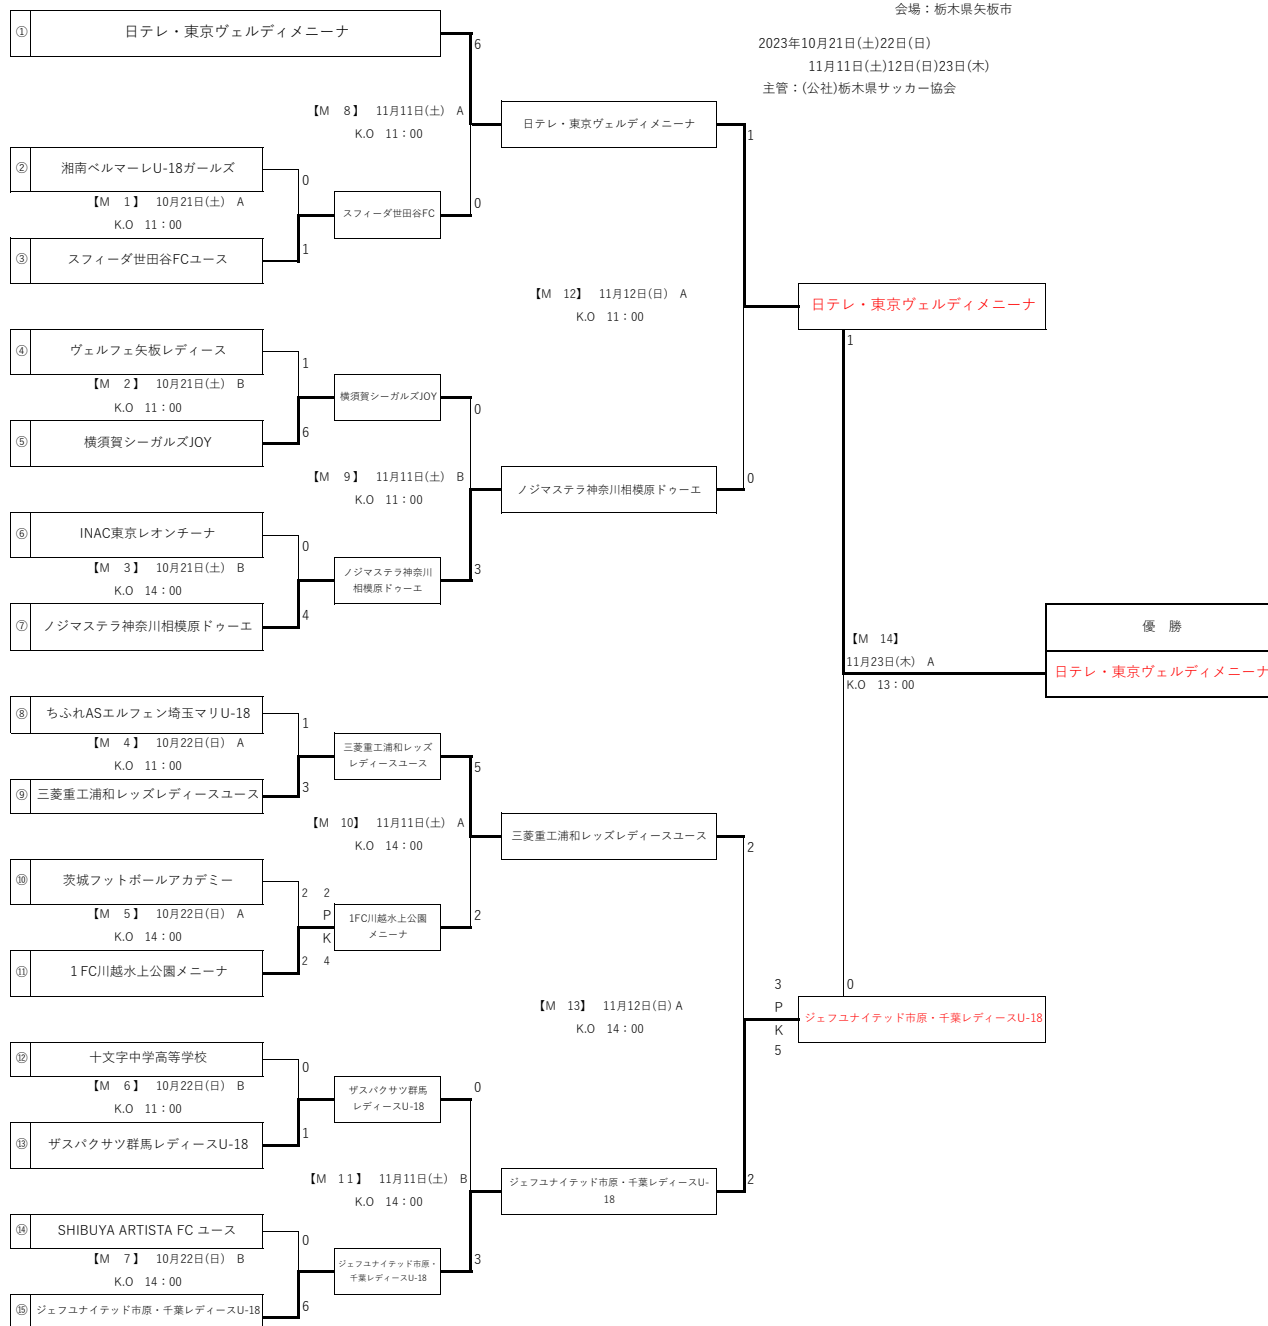 会場：栃木県矢板市
① 日テレ・東京ヴェルディメニーナ
6
2023年10月21日(土)22日(日)
11月11日(土)12日(日)23日(木)
主管：(公社)栃木県サッカー協会
【M　8】　11月11日(土)　A
K.O　11：00
日テレ・東京ヴェルディメニーナ
1
② 湘南ベルマーレU-18ガールズ
0
【M　1】　10月21日(土)　A
K.O　11：00
スフィーダ世田谷FC
0
③ スフィーダ世田谷FCユース
1
【M　12】　11月12日(日)　A
K.O　11：00
日テレ・東京ヴェルディメニーナ
1
④ ヴェルフェ矢板レディース
1
【M　2】　10月21日(土)　B
K.O　11：00
横須賀シーガルズJOY
0
⑤ 横須賀シーガルズJOY
6
【M　9】　11月11日(土)　B
K.O　11：00
ノジマステラ神奈川相模原ドゥーエ
0
⑥ INAC東京レオンチーナ
0
【M　3】　10月21日(土)　B
K.O　14：00
ノジマステラ神奈川
相模原ドゥーエ
3
⑦ ノジマステラ神奈川相模原ドゥーエ
4
【M　14】
11月23日(木)　A
K.O　13：00
優　勝
日テレ・東京ヴェルディメニーナ
⑧ ちふれASエルフェン埼玉マリU-18
1
【M　4】　10月22日(日)　A
K.O　11：00
三菱重工浦和レッズ
レディースユース
5
⑨ 三菱重工浦和レッズレディースユース
3
【M　10】　11月11日(土)　A
K.O　14：00
三菱重工浦和レッズレディースユース
2
⑩ 茨城フットボールアカデミー
2　2
【M　5】　10月22日(日)　A
K.O　14：00
P
K
1FC川越水上公園
メニーナ
2
⑪ 1FC川越水上公園メニーナ
2　4
【M　13】　11月12日(日) A
K.O　14：00
3
P
K
5
0
ジェフユナイテッド市原・千葉レディースU-18
⑫ 十文字中学高等学校
0
【M　6】　10月22日(日)　B
K.O　11：00
ザスパクサツ群馬
レディースU-18
0
⑬ ザスパクサツ群馬レディースU-18
1
【M　11】　11月11日(土)　B
K.O　14：00
ジェフユナイテッド市原・千葉レディースU-
18
2
⑭ SHIBUYA ARTISTA FC ユース
0
【M　7】　10月22日(日)　B
K.O　14：00
ジェフユナイテッド市原・
千葉レディースU-18
3
⑮ ジェフユナイテッド市原・千葉レディースU-18
6